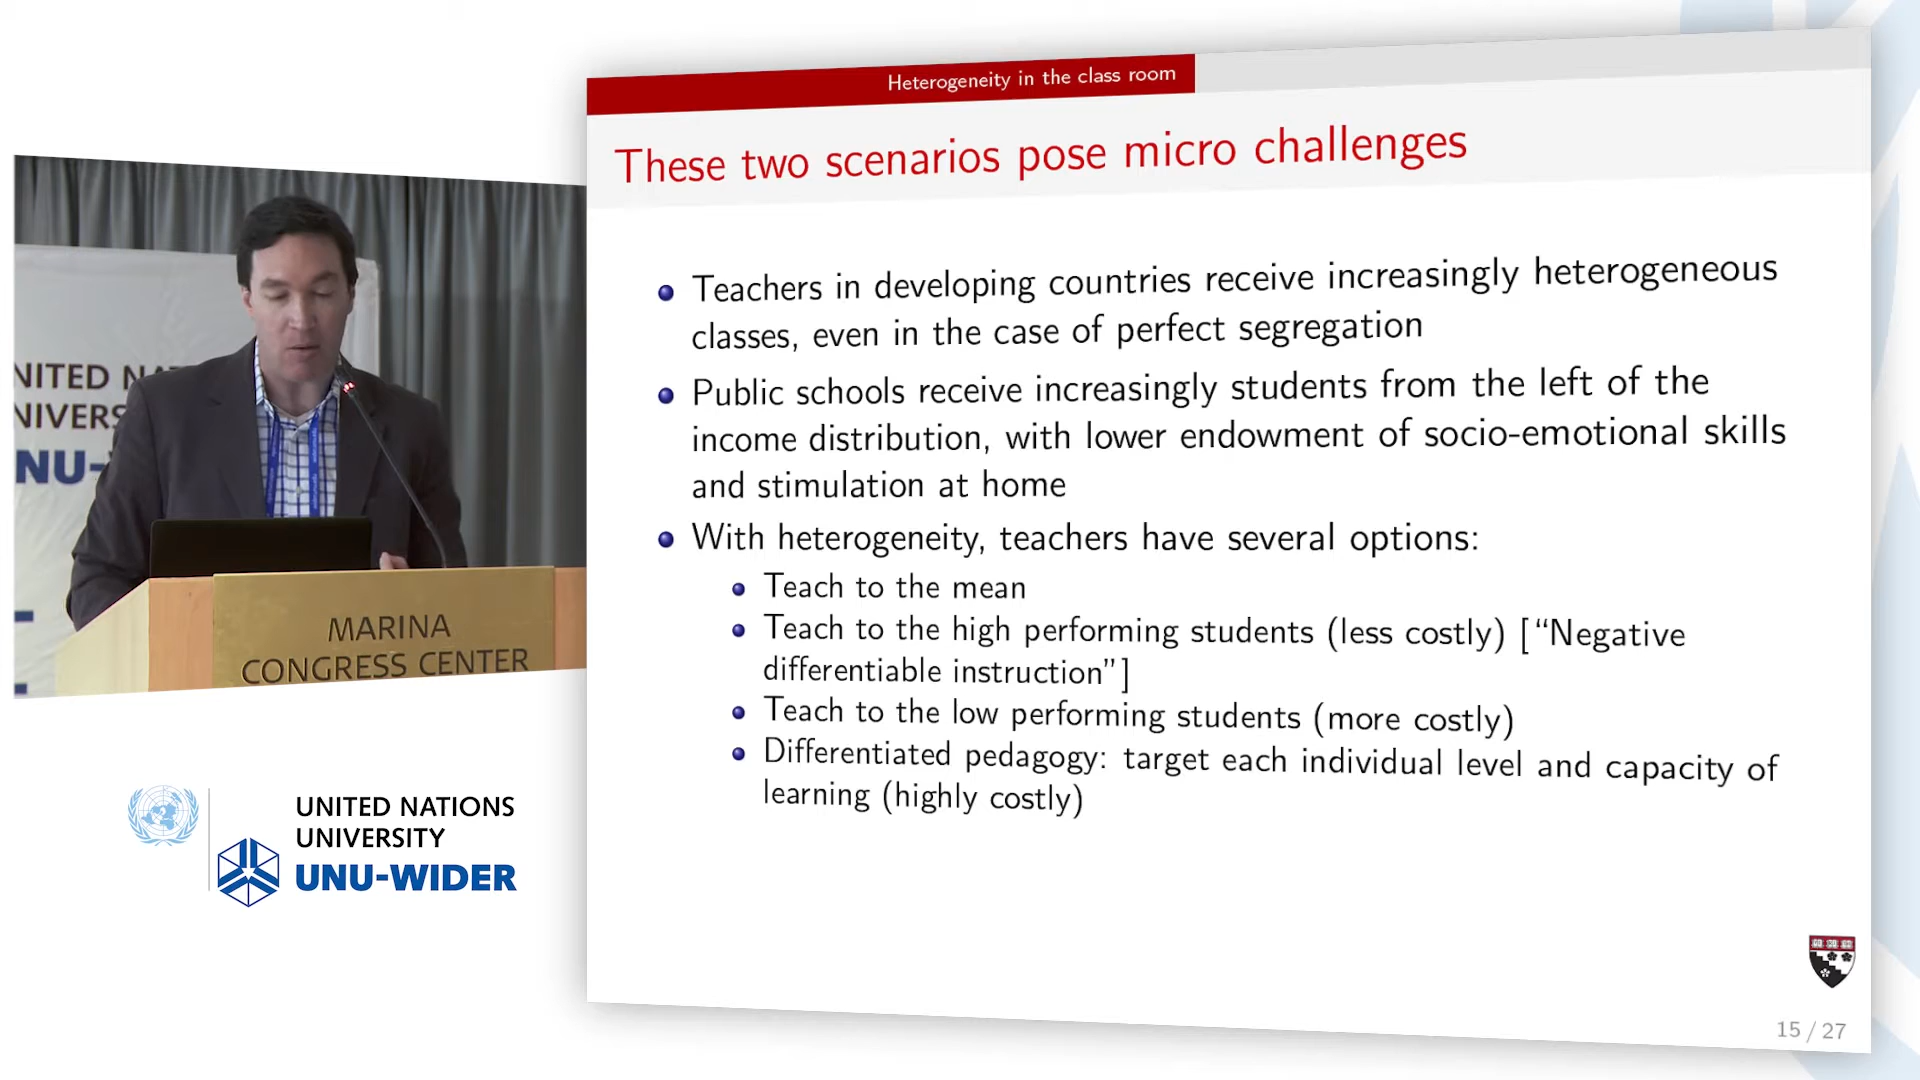 Heterogeneity in the class room
These two scenarios pose micro challenges
Teachers in developing countries receive increasingly heterogeneous
classes, even in the case of perfect segregation
Public schools receive increasingly students from the left of the
income distribution, with lower endowment of socio-emotional skills
and stimulation at home
With heterogeneity, teachers have several options:
Teach to the mean
Teach to the high performing students (less costly) [“Negative
differentiable instruction”]
Teach to the low performing students (more costly)
Differentiated pedagogy: target each individual level and capacity of
learning (highly costly)
15 / 27
NITED NAT
NIVERS
NU-
MARINA
CONGRESS CENTER
UNITED NATIONS
UNIVERSITY
UNU-WIDER